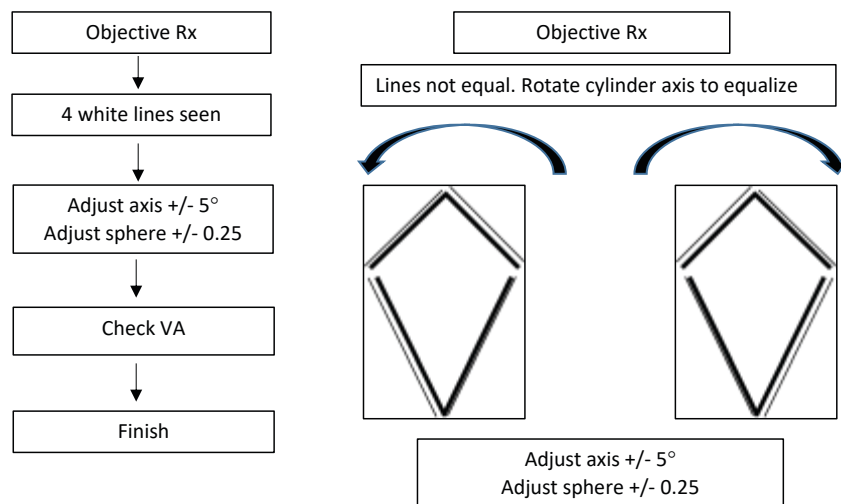 Objective Rx
4 white lines seen
Adjust axis +/- 5°
Adjust sphere +/- 0.25
Check VA
Finish
Objective Rx
Lines not equal. Rotate cylinder axis to equalize
Adjust axis +/- 5°
Adjust sphere +/- 0.25